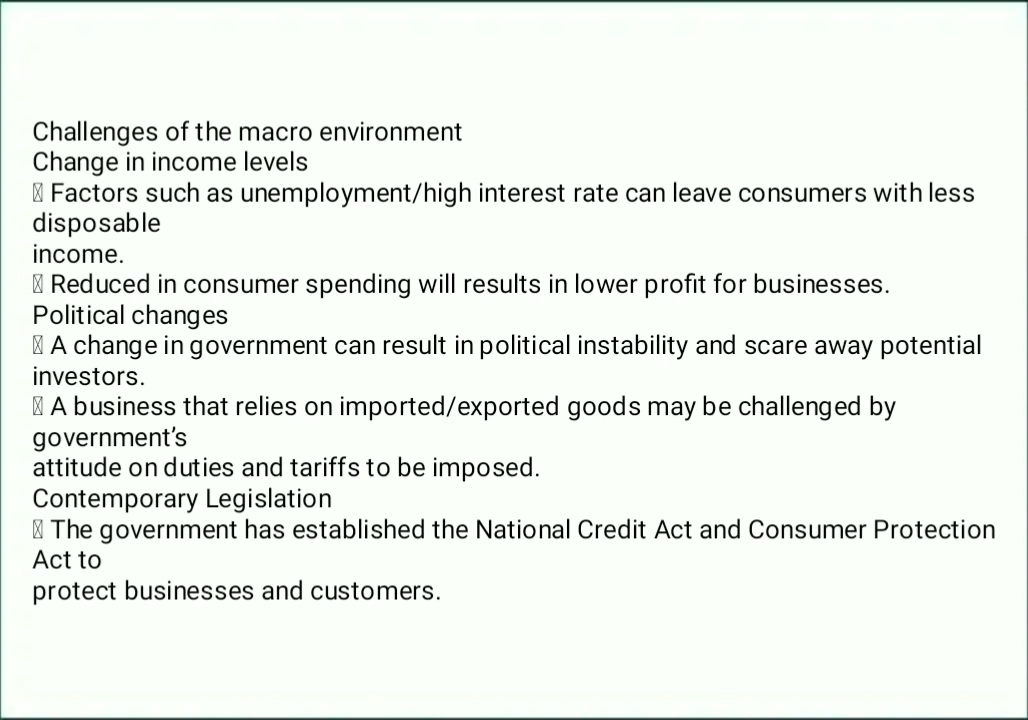 Challenges of the macro environment
Change in income levels
 Factors such as unemployment/high interest rate can leave consumers with less
disposable
income.
 Reduced in consumer spending will results in lower profit for businesses.
Political changes
 A change in government can result in political instability and scare away potential
investors.
 A business that relies on imported/exported goods may be challenged by
government’s
attitude on duties and tariffs to be imposed.
Contemporary Legislation
 The government has established the National Credit Act and Consumer Protection
Act to
protect businesses and customers.